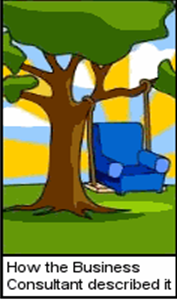 How the Business
Consultant described it